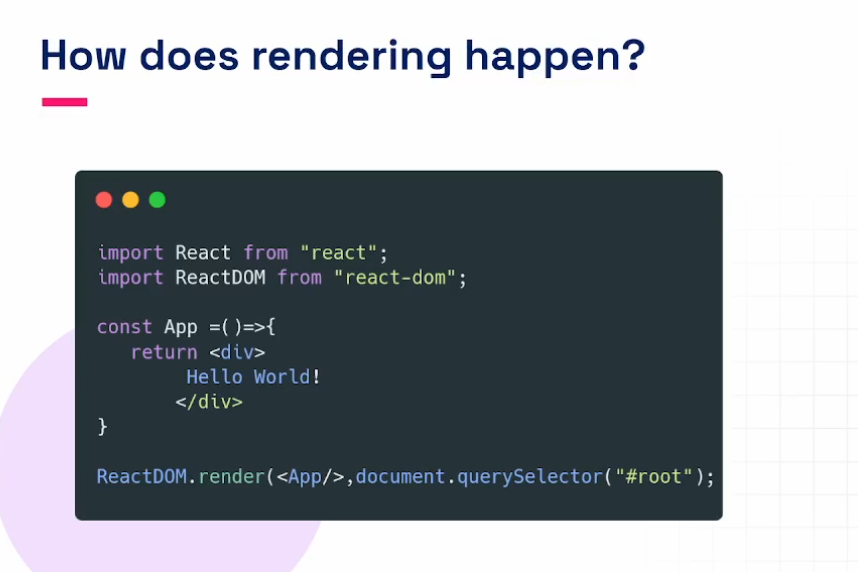 How does rendering happen?
import React from "react";
import ReactDOM from "react-dom";
const App =()=>{
return <div>
Hello World!
</div>
}
ReactDOM.render(<App/>,document.querySelector("#root");